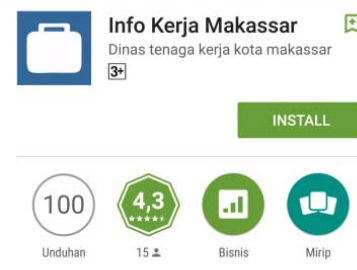 Info Kerja Makassar
Dinas tenaga kerja kota makassar
3+
INSTALL
100
4,3
Unduhan
15
Bisnis
Mirip